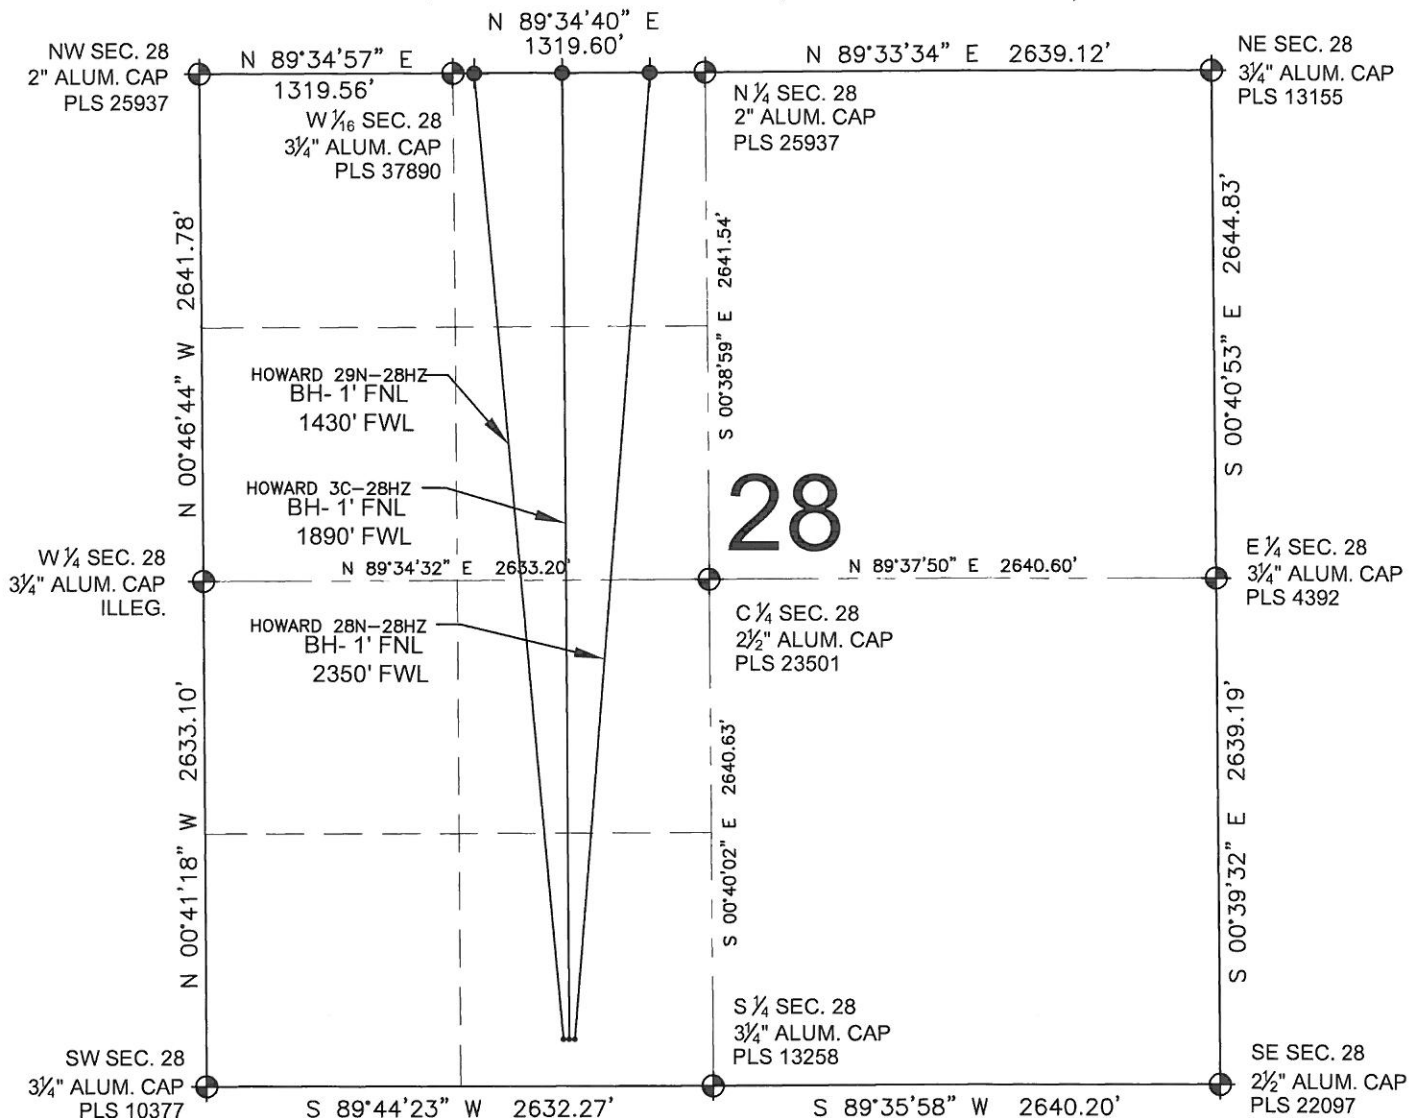 N 89°34'40" E
1319.60'
NW SEC. 28
2" ALUM. CAP
PLS 25937
N 89°34'57" E
1319.56'
N 89°33'34" E 2639.12'
NE SEC. 28
3¼" ALUM. CAP
PLS 13155
W 1⁄16 SEC. 28
3¼" ALUM. CAP
PLS 37890
N ¼ SEC. 28
2" ALUM. CAP
PLS 25937
N 00°46'44" W 2641.78'
S 00°38'59" E 2641.54'
S 00°40'53" E 2644.83'
HOWARD 29N-28HZ
BH- 1' FNL
1430' FWL
HOWARD 3C-28HZ
BH- 1' FNL
1890' FWL
28
W ¼ SEC. 28
3¼" ALUM. CAP
ILLEG.
N 89°34'32" E 2633.20'
N 89°37'50" E 2640.60'
E ¼ SEC. 28
3¼" ALUM. CAP
PLS 4392
HOWARD 28N-28HZ
BH- 1' FNL
2350' FWL
C ¼ SEC. 28
2½" ALUM. CAP
PLS 23501
N 00°41'18" W 2633.10'
S 00°40'02" E 2640.63'
S 00°39'32" E 2639.19'
S ¼ SEC. 28
3¼" ALUM. CAP
PLS 13258
SW SEC. 28
3¼" ALUM. CAP
PLS 10377
SE SEC. 28
2½" ALUM. CAP
PLS 22097
S 89°44'23" W 2632.27'
S 89°35'58" W 2640.20'